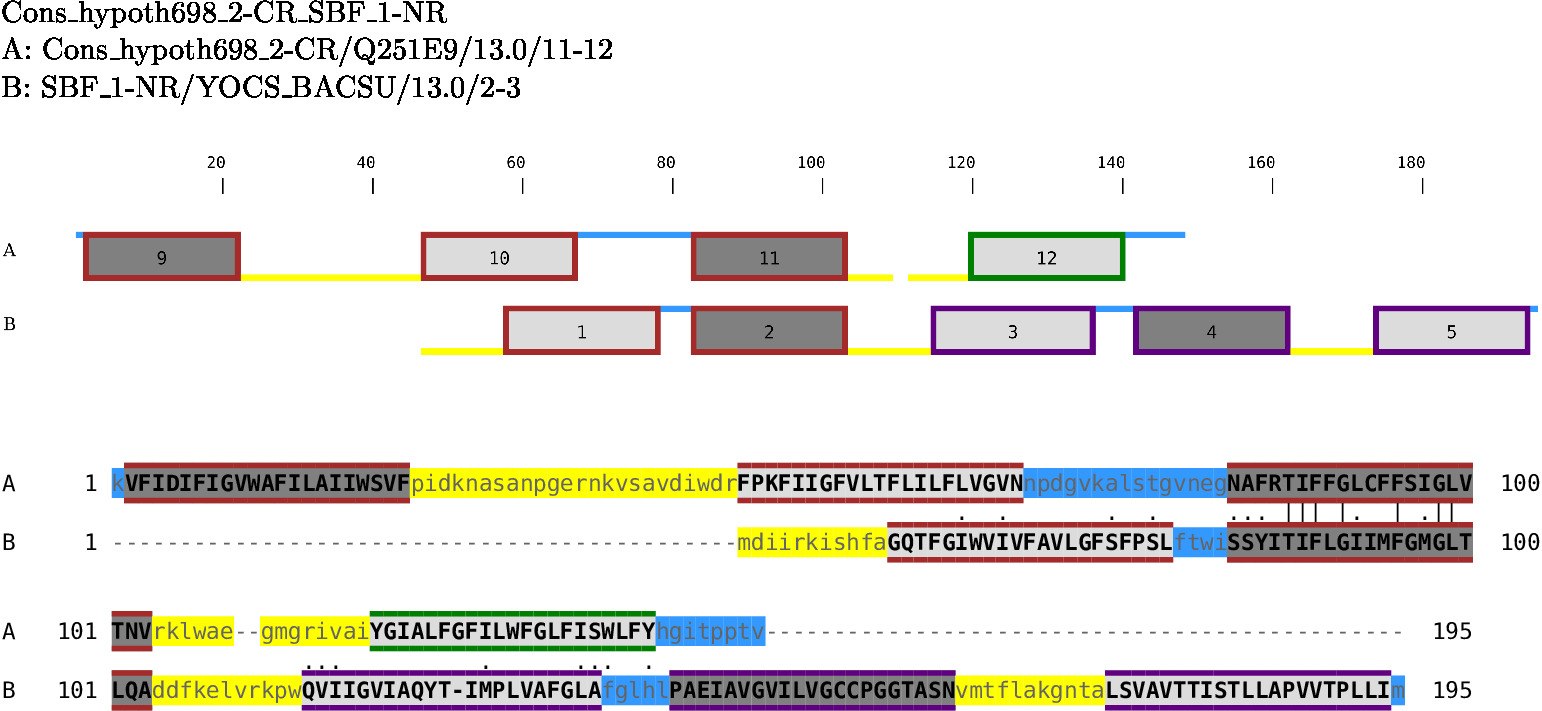 Cons_hypoth698_2-CR_SBF_1-NR
A: Cons_hypoth698_2-CR/Q251E9/13.0/11-12
B: SBF_1-NR/YOCS_BACSU/13.0/2-3
20 40 60 80 100 120 140 160 180
A 9 10 11 12
B 1 2 3 4 5
A 1 kVFIDIFIGVWAFILAIIWSVFpidknasanpgernkvsavdiwdrFPKFIIGFVLTFLILFLVGVNnpdgvkalstgvnegNAFRTIFFGLCFFSIGLV 100
. . . . ... ||| |. | .||
B 1 ----------------------------------------------mdiirkishfaGQTFGIWVIVFAVLGFSFPSLftwiSSYITIFLGIIMFGMGLT 100
A 101 TNVrklwae--gmgrivaiYGIALFGFILWFGLFISWLFYhgitpptv----------------------------------------------- 195
... . ... .
B 101 LQAddfkelvrkpwQVIIGVIAQYT-IMPLVAFGLAfglhlPAEIAVGVILVGCCPGGTASNvmtflakgntaLSVAVTTISTLLAPVVTPLLIm 195